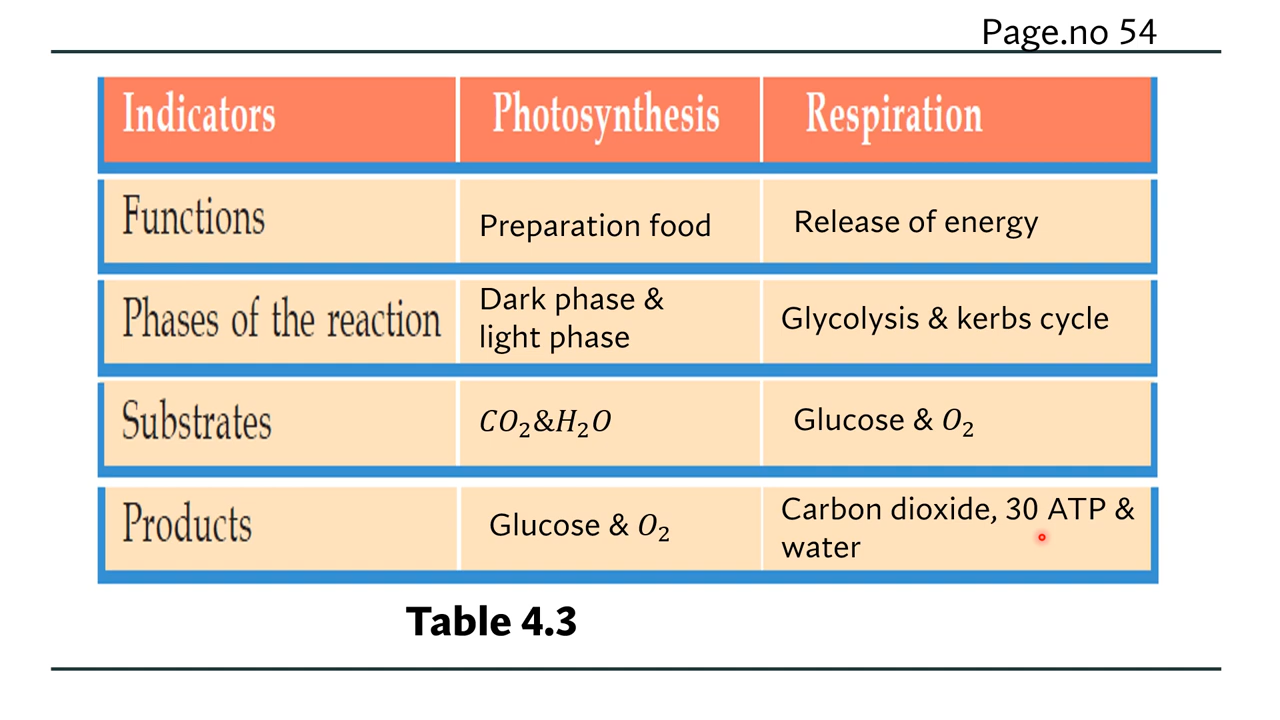 Page.no 54
Indicators Photosynthesis Respiration
Functions Preparation food Release of energy
Phases of the reaction Dark phase & Glycolysis & kerbs cycle
light phase
Substrates CO₂&H₂O Glucose & O₂
Products Glucose & O₂ Carbon dioxide, 30 ATP &
water
Table 4.3